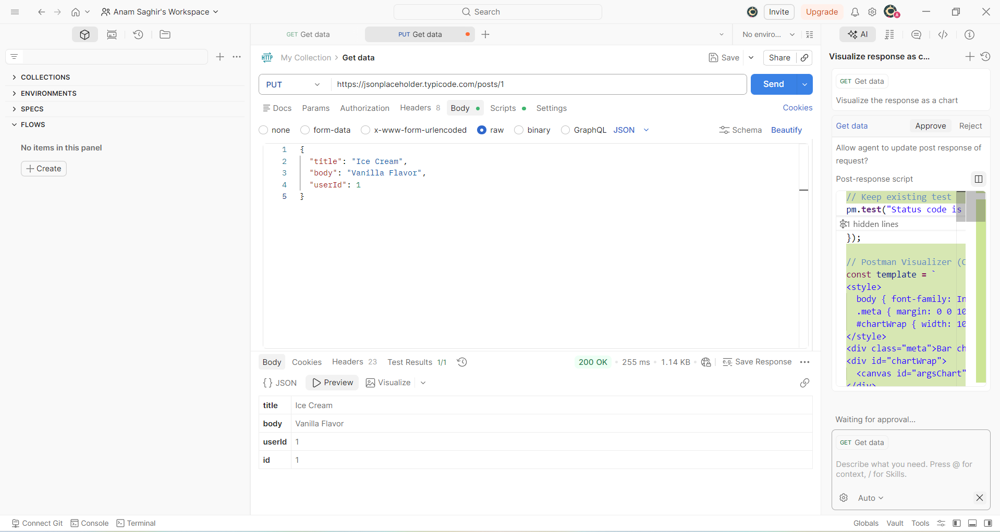 Anam Saghir's Workspace
Search
Invite
Upgrade
A
GET Get data
PUT Get data
No enviro...
AI
COLLECTIONS
ENVIRONMENTS
SPECS
FLOWS
No items in this panel
Create
HTTP My Collection > Get data
Save
Share
PUT
https://jsonplaceholder.typicode.com/posts/1
Send
Docs Params Authorization Headers 8 Body Scripts Settings
Cookies
none form-data x-www-form-urlencoded raw binary GraphQL JSON
Schema Beautify
1 {
2 "title": "Ice Cream",
3 "body": "Vanilla Flavor",
4 "userId": 1
5 }
Body Cookies Headers 23 Test Results 1/1
200 OK • 255 ms • 1.14 KB • e.g. Save Response
{} JSON Preview Visualize
title Ice Cream
body Vanilla Flavor
userId 1
id 1
Visualize response as c...
GET Get data
Visualize the response as a chart
Get data Approve Reject
Allow agent to update post response of
request?
Post-response script
// Keep existing test
pm.test("Status code is
1 hidden lines
});
// Postman Visualizer (C
const template = `
<style>
body { font-family: In
.meta { margin: 0 0 10
#chartWrap { width: 10
</style>
<div class="meta">Bar ch
<div id="chartWrap">
<canvas id="argsChart"
</div>
Waiting for approval...
GET Get data
Describe what you need. Press @ for
context, / for Skills.
Auto
Connect Git Console Terminal
Globals Vault Tools